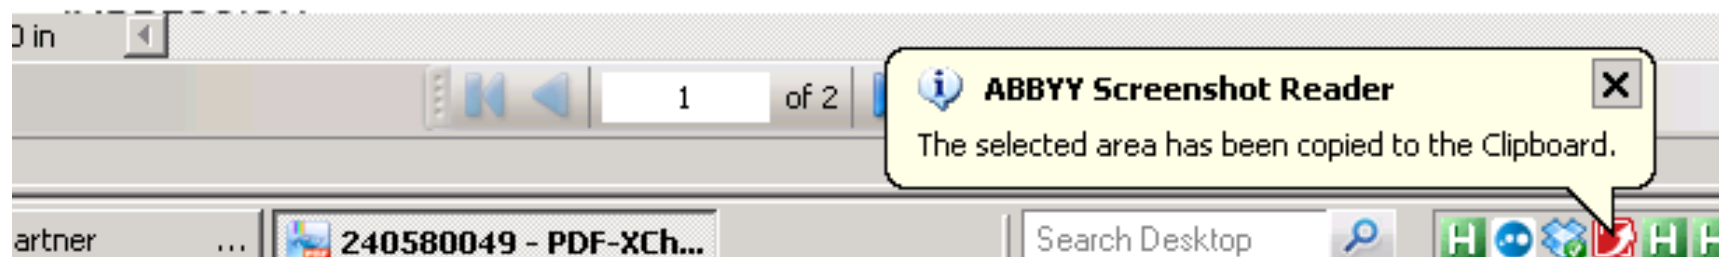 0 in
1 of 2
ABBYY Screenshot Reader
The selected area has been copied to the Clipboard.
artner ... 240580049 - PDF-XCh... Search Desktop H H H